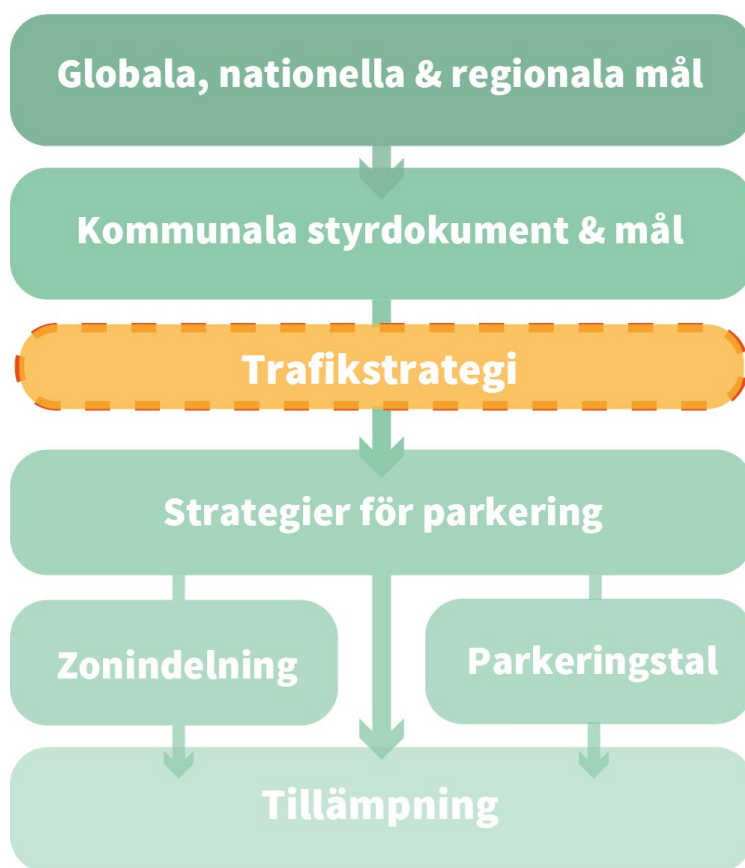 Globala, nationella & regionala mål
Kommunala styrdokument & mål
Trafikstrategi
Strategier för parkering
Zonindelning
Parkeringstal
Tillämpning